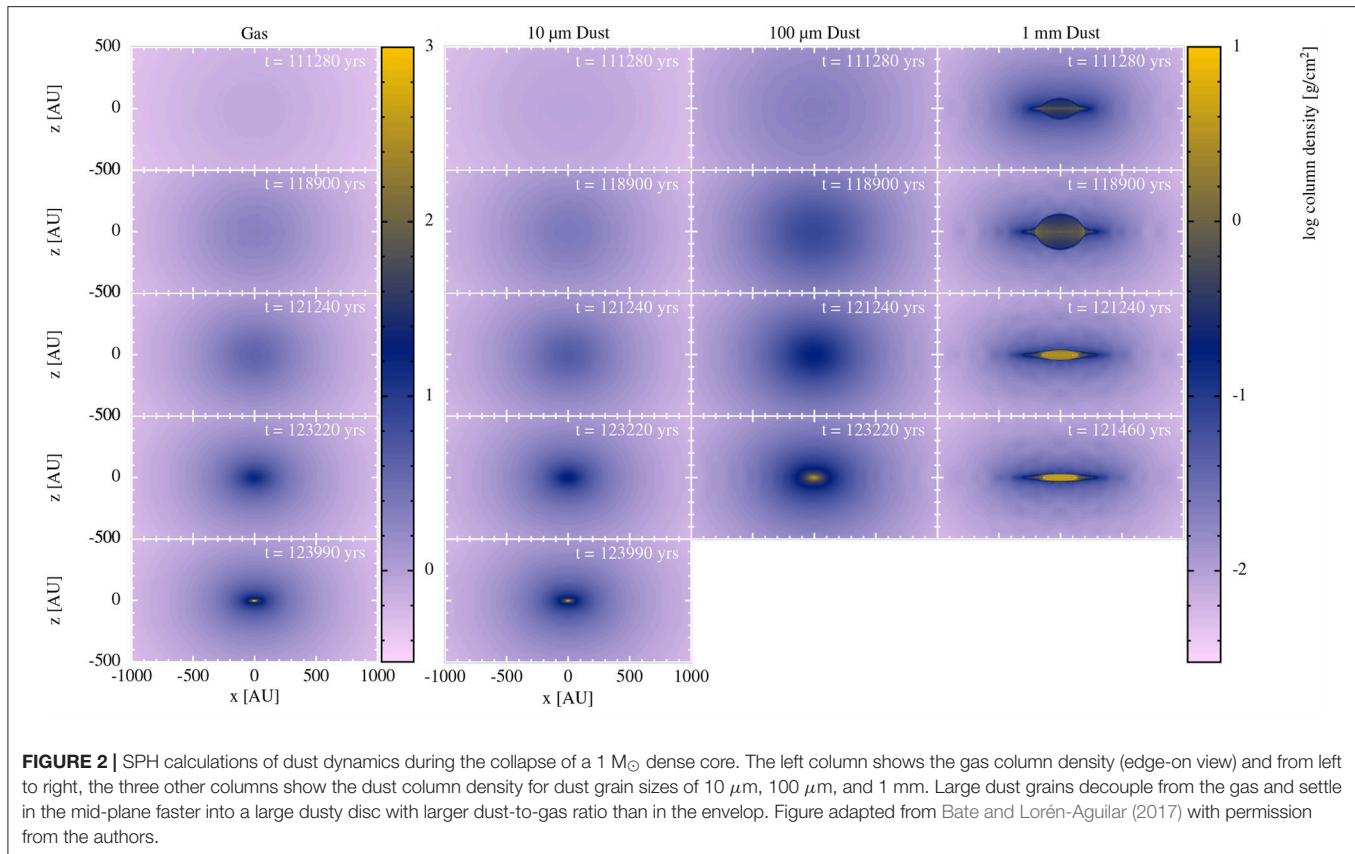 Gas
10 μm Dust
100 μm Dust
1 mm Dust
500
0
-500
z [AU]
t = 111280 yrs
t = 111280 yrs
t = 111280 yrs
t = 111280 yrs
0
-500
z [AU]
t = 118900 yrs
t = 118900 yrs
t = 118900 yrs
t = 118900 yrs
0
-500
z [AU]
t = 121240 yrs
t = 121240 yrs
t = 121240 yrs
t = 121240 yrs
0
-500
z [AU]
t = 123220 yrs
t = 123220 yrs
t = 123220 yrs
t = 121460 yrs
0
-500
z [AU]
t = 123990 yrs
t = 123990 yrs
-1000 -500 0 500 1000
x [AU]
-1000 -500 0 500 1000
x [AU]
3
2
1
0
1
0
-1
-2
log column density [g/cm²]
FIGURE 2 | SPH calculations of dust dynamics during the collapse of a 1 M⊙ dense core. The left column shows the gas column density (edge-on view) and from left
to right, the three other columns show the dust column density for dust grain sizes of 10 μm, 100 μm, and 1 mm. Large dust grains decouple from the gas and settle
in the mid-plane faster into a large dusty disc with larger dust-to-gas ratio than in the envelop. Figure adapted from Bate and Lorén-Aguilar (2017) with permission
from the authors.